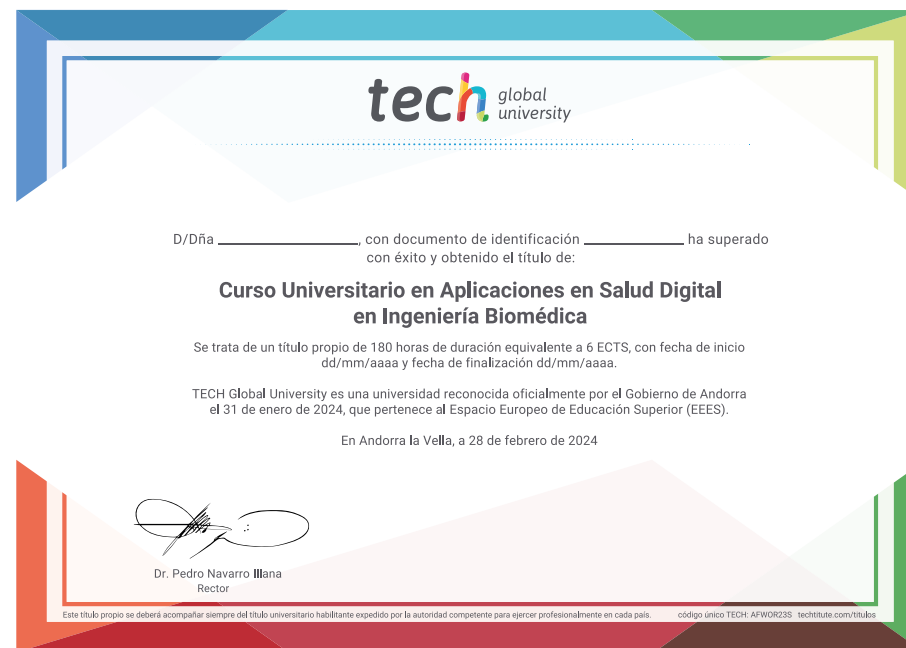 tech global university
D/Dña ____________________, con documento de identificación ______________ ha superado
con éxito y obtenido el título de:
Curso Universitario en Aplicaciones en Salud Digital
en Ingeniería Biomédica
Se trata de un título propio de 180 horas de duración equivalente a 6 ECTS, con fecha de inicio
dd/mm/aaaa y fecha de finalización dd/mm/aaaa.
TECH Global University es una universidad reconocida oficialmente por el Gobierno de Andorra
el 31 de enero de 2024, que pertenece al Espacio Europeo de Educación Superior (EEES).
En Andorra la Vella, a 28 de febrero de 2024
Dr. Pedro Navarro Illana
Rector
Este título propio se deberá acompañar siempre del título universitario habilitante expedido por la autoridad competente para ejercer profesionalmente en cada país. código único TECH: AFWOR23S techtitute.com/titulos